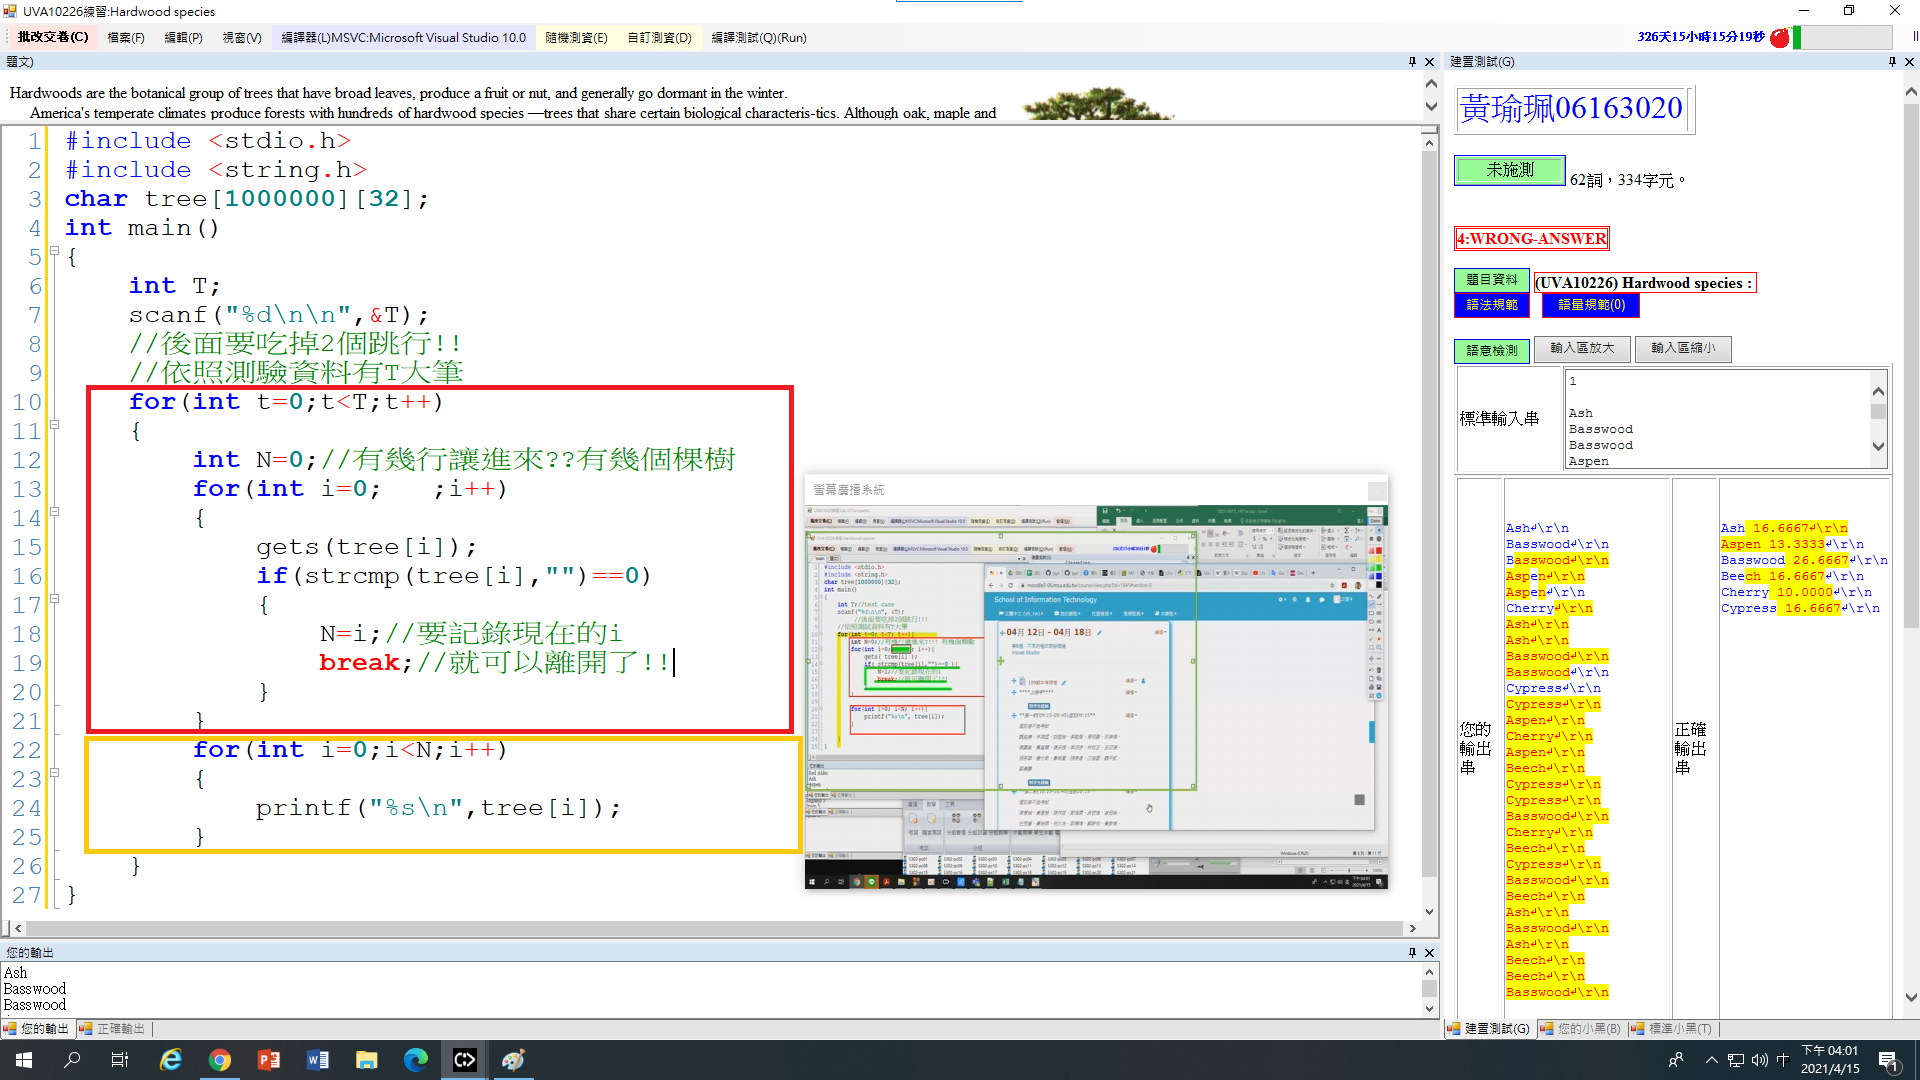 UVA10226練習:Hardwood species
批改交卷(C) 檔案(F) 編輯(P) 視窗(V) 編譯器(L)MSVC:Microsoft Visual Studio 10.0 隨機測資(E) 自訂測資(D) 編譯測試(Q)(Run) 326天15小時15分19秒
題文)
Hardwoods are the botanical group of trees that have broad leaves, produce a fruit or nut, and generally go dormant in the winter.
America's temperate climates produce forests with hundreds of hardwood species —trees that share certain biological characteris-tics. Although oak, maple and
1 #include <stdio.h>
2 #include <string.h>
3 char tree[1000000][32];
4 int main()
5 {
6 int T;
7 scanf("%d\n\n",&T);
8 //後面要吃掉2個跳行!!
9 //依照測驗資料有T大筆
10 for(int t=0;t<T;t++)
11 {
12 int N=0;//有幾行讓進來??有幾個棵樹
13 for(int i=0; ;i++)
14 {
15 gets(tree[i]);
16 if(strcmp(tree[i],"")==0)
17 {
18 N=i;//要記錄現在的i
19 break;//就可以離開了!!
20 }
21 }
22 for(int i=0;i<N;i++)
23 {
24 printf("%s\n",tree[i]);
25 }
26 }
27 }
螢幕廣播系統
School of Information Technology
04月 12日 - 04月 18日
您的輸出
Ash
Basswood
Basswood
您的輸出 正確輸出
建置測試(G)
黃瑜珮06163020
未施測 62詞，334字元。
4:WRONG-ANSWER
題目資料 (UVA10226) Hardwood species :
語法規範 語量規範(0)
語意檢測 輸入區放大 輸入區縮小
標準輸入串
1
Ash
Basswood
Basswood
Aspen
您的輸出串
Ash↲\r\n
Basswood↲\r\n
Basswood↲\r\n
Aspen↲\r\n
Aspen↲\r\n
Cherry↲\r\n
Ash↲\r\n
Ash↲\r\n
Basswood↲\r\n
Basswood↲\r\n
Cypress↲\r\n
Cypress↲\r\n
Aspen↲\r\n
Cherry↲\r\n
Aspen↲\r\n
Beech↲\r\n
Cypress↲\r\n
Cypress↲\r\n
Basswood↲\r\n
Cherry↲\r\n
Beech↲\r\n
Cypress↲\r\n
Basswood↲\r\n
Beech↲\r\n
Ash↲\r\n
Basswood↲\r\n
Ash↲\r\n
Beech↲\r\n
Beech↲\r\n
Basswood↲\r\n
正確輸出串
Ash 16.6667↲\r\n
Aspen 13.3333↲\r\n
Basswood 26.6667↲\r\n
Beech 16.6667↲\r\n
Cherry 10.0000↲\r\n
Cypress 16.6667↲\r\n
建置測試(G) 您的小黑(B) 標準小黑(T)
中 下午 04:01
2021/4/15
1